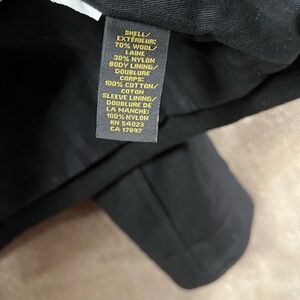 SHELL/
EXTÉRIEUR:
70% WOOL/
LAINE
30% NYLON
BODY LINING/
DOUBLURE
CORPS:
100% COTTON/
COTON
SLEEVE LINING/
DOUBLURE DE
LA MANCHE:
100% NYLON
RN 54023
CA 17897